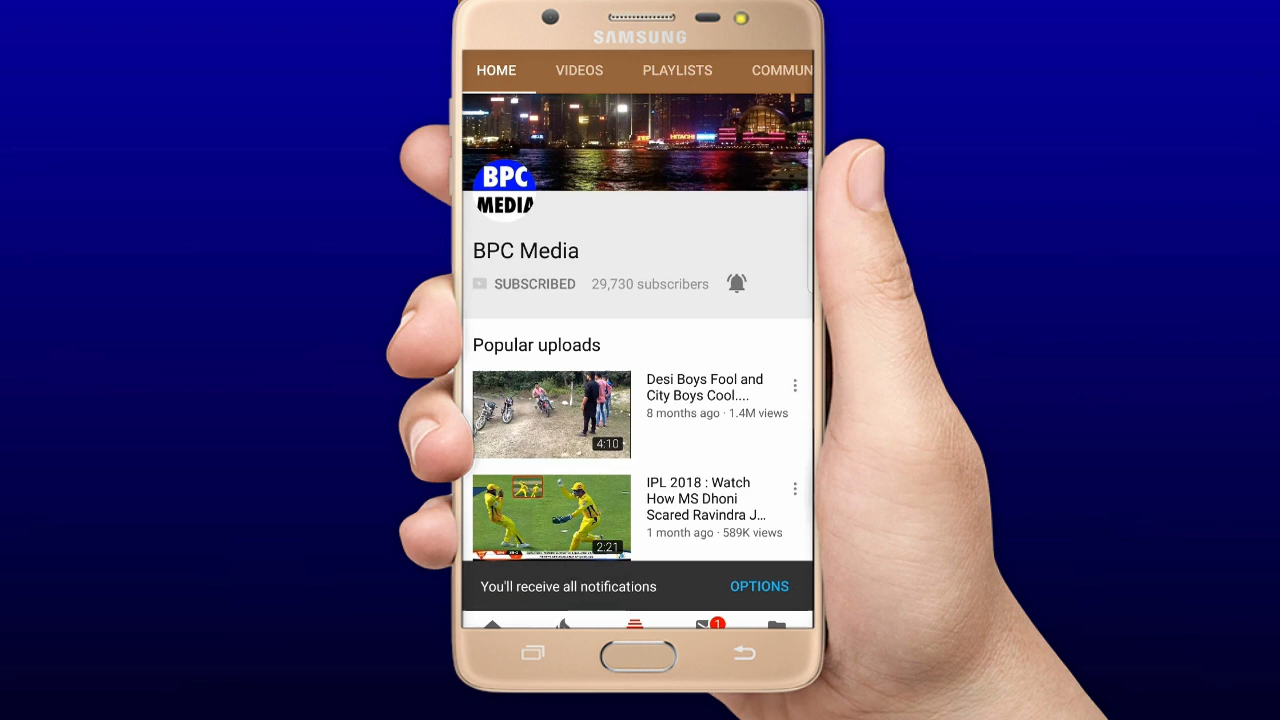 SAMSUNG
HOME VIDEOS PLAYLISTS COMMUN
HITACHI
BPC
MEDIA
BPC Media
SUBSCRIBED 29,730 subscribers
Popular uploads
Desi Boys Fool and
City Boys Cool....
8 months ago · 1.4M views
4:10
IPL 2018 : Watch
How MS Dhoni
Scared Ravindra J...
1 month ago · 589K views
2:21
You'll receive all notifications OPTIONS
1